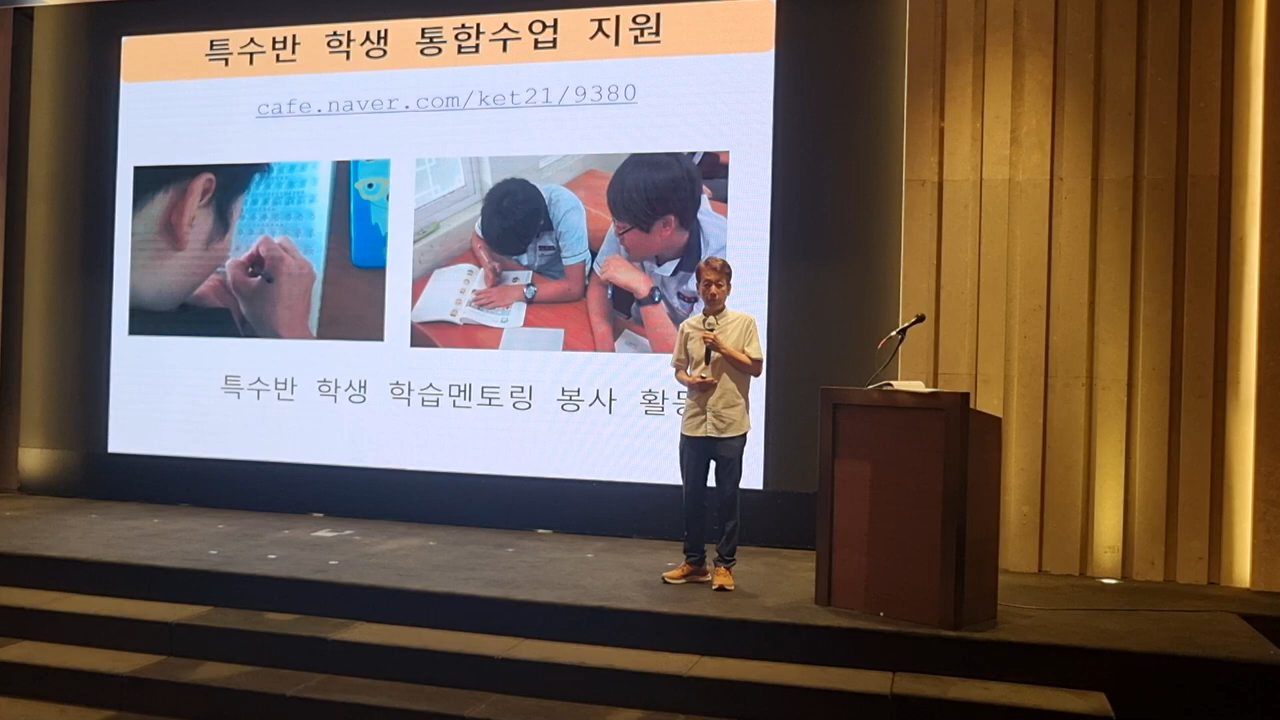 특수반 학생 통합수업 지원
cafe.naver.com/ket21/9380
특수반 학생 학습멘토링 봉사 활동